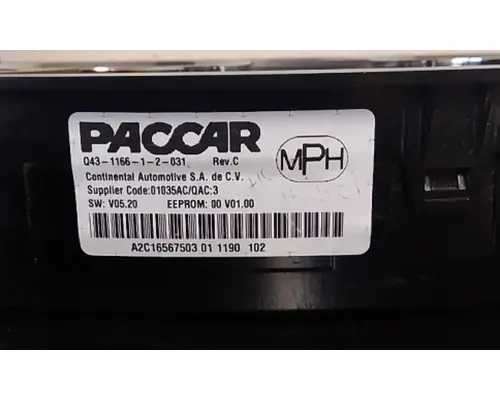 PACCAR
Q43-1166-1-2-031 Rev.C
MPH
Continental Automotive S.A. de C.V.
Supplier Code:01035AC/QAC:3
SW: V05.20 EEPROM: 00 V01.00
A2C16567503 01 1190 102